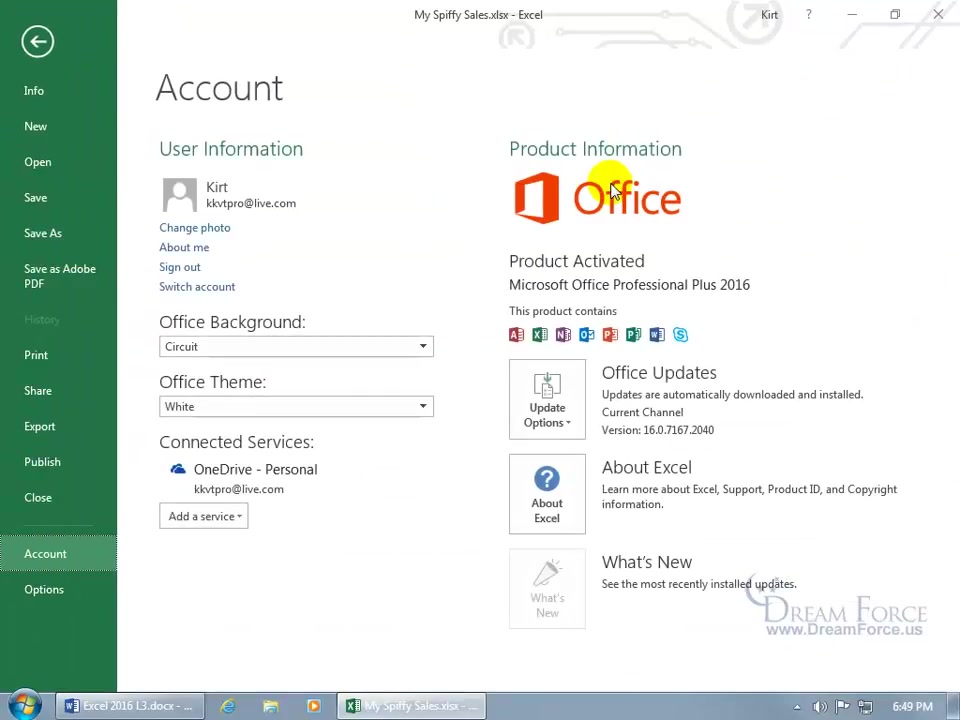 My Spiffy Sales.xlsx - Excel
Kirt
?
Account
Info
New
Open
Save
Save As
Save as Adobe
PDF
History
Print
Share
Export
Publish
Close
Account
Options
User Information
Kirt
kkvtpro@live.com
Change photo
About me
Sign out
Switch account
Office Background:
Circuit
Office Theme:
White
Connected Services:
OneDrive - Personal
kkvtpro@live.com
Add a service
Product Information
Office
Product Activated
Microsoft Office Professional Plus 2016
This product contains
Update
Options
Office Updates
Updates are automatically downloaded and installed.
Current Channel
Version: 16.0.7167.2040
About
Excel
About Excel
Learn more about Excel, Support, Product ID, and Copyright
information.
What's
New
What's New
See the most recently installed updates.
DREAM FORCE
www.DreamForce.us
Excel 2016 L3.docx - ...
My Spiffy Sales.xlsx - ...
6:49 PM